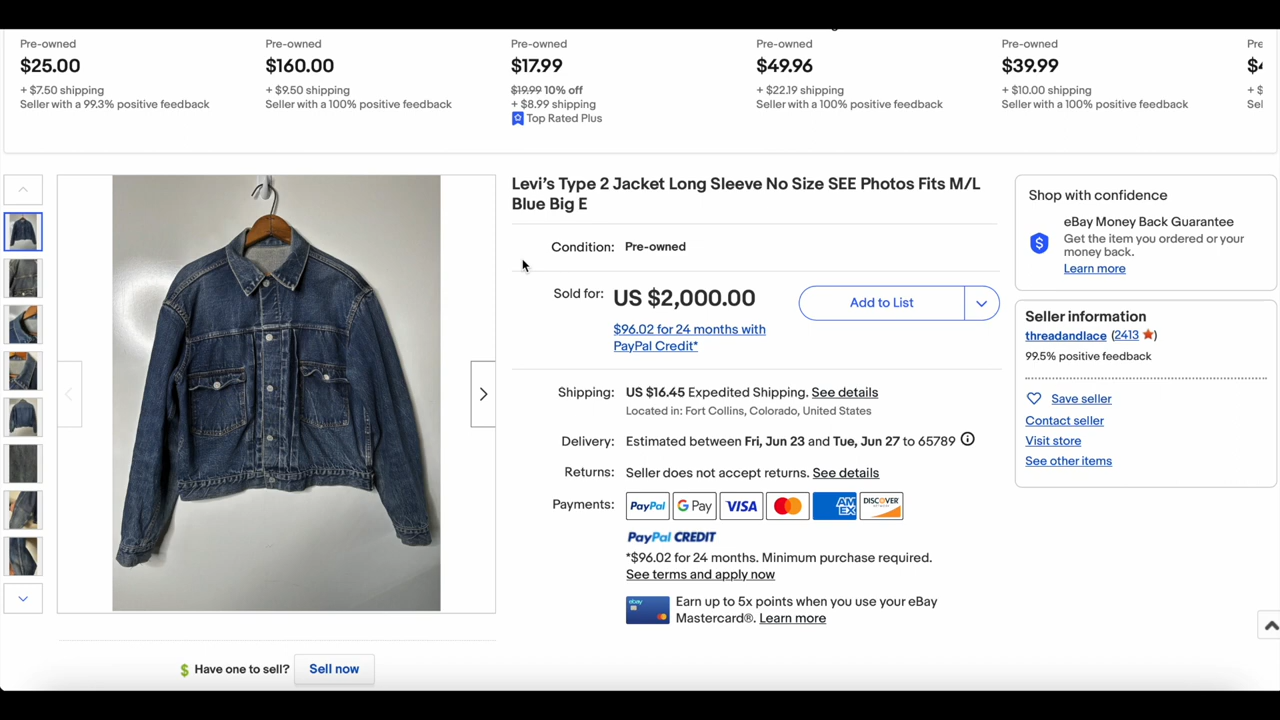 Pre-owned
$25.00
+ $7.50 shipping
Seller with a 99.3% positive feedback
Pre-owned
$160.00
+ $9.50 shipping
Seller with a 100% positive feedback
Pre-owned
$17.99
$19.99 10% off
+ $8.99 shipping
Top Rated Plus
Pre-owned
$49.96
+ $22.19 shipping
Seller with a 100% positive feedback
Pre-owned
$39.99
+ $10.00 shipping
Seller with a 100% positive feedback
Levi's Type 2 Jacket Long Sleeve No Size SEE Photos Fits M/L
Blue Big E
Condition: Pre-owned
Sold for: US $2,000.00
Add to List
$96.02 for 24 months with
PayPal Credit*
Shipping: US $16.45 Expedited Shipping. See details
Located in: Fort Collins, Colorado, United States
Delivery: Estimated between Fri, Jun 23 and Tue, Jun 27 to 65789
Returns: Seller does not accept returns. See details
Payments: PayPal G Pay VISA AM EX DISCOVER
PayPal CREDIT
*$96.02 for 24 months. Minimum purchase required.
See terms and apply now
ebay
Earn up to 5x points when you use your eBay
Mastercard®. Learn more
$ Have one to sell? Sell now
Shop with confidence
eBay Money Back Guarantee
Get the item you ordered or your
money back.
Learn more
Seller information
threadandlace (2413)
99.5% positive feedback
Save seller
Contact seller
Visit store
See other items